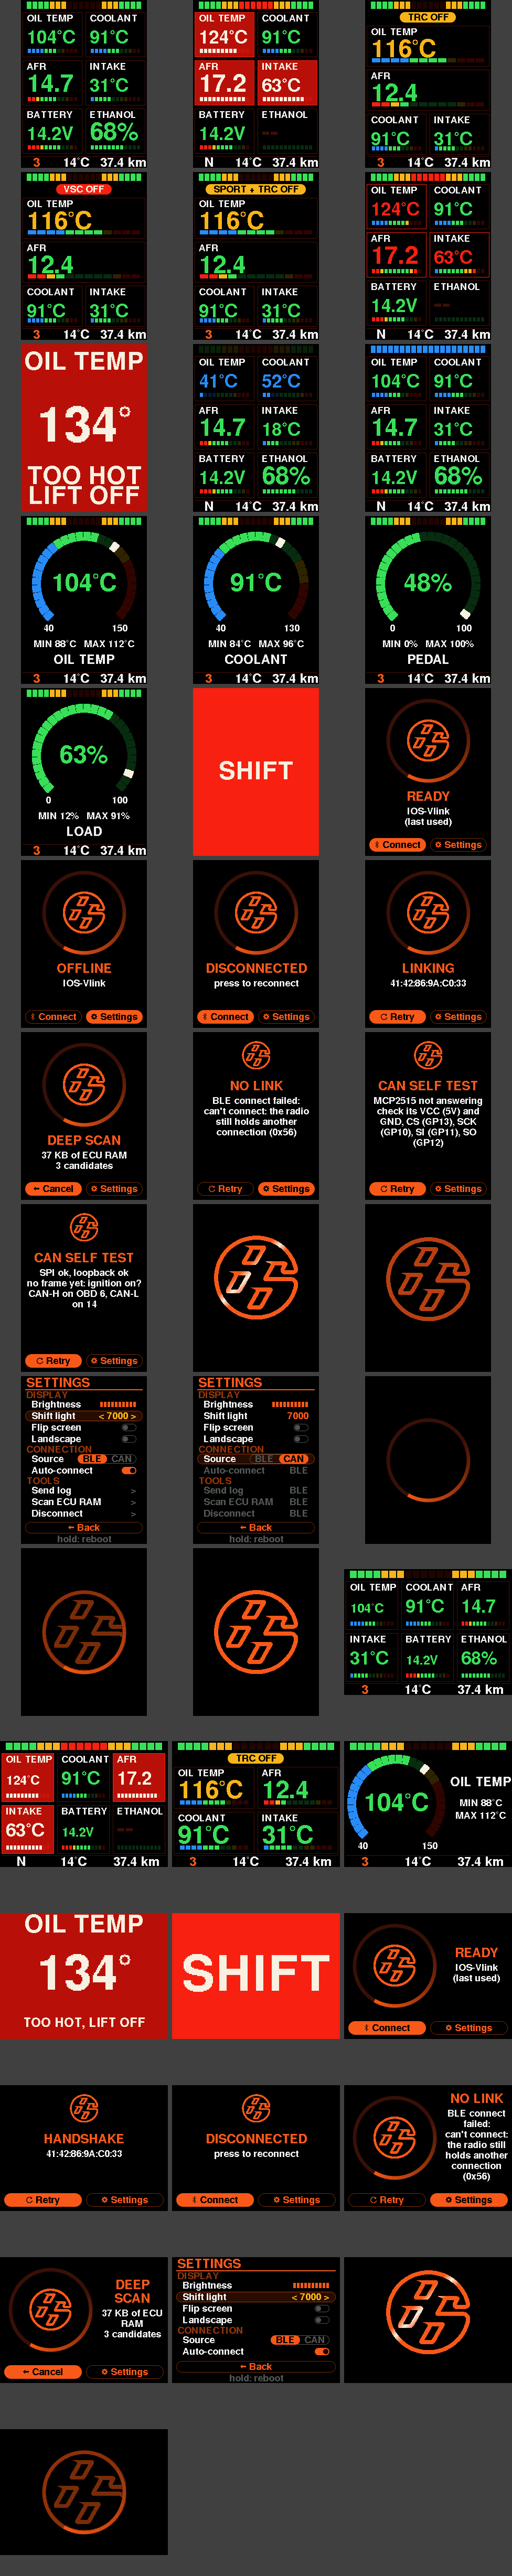 OIL TEMP COOLANT
104°C 91°C
AFR INTAKE
14.7 31°C
BATTERY ETHANOL
14.2V 68%
3 14°C 37.4 km
OIL TEMP COOLANT
124°C 91°C
AFR INTAKE
17.2 63°C
BATTERY ETHANOL
14.2V --
N 14°C 37.4 km
TRC OFF
OIL TEMP
116°C
AFR
12.4
COOLANT INTAKE
91°C 31°C
3 14°C 37.4 km
VSC OFF
OIL TEMP
116°C
AFR
12.4
COOLANT INTAKE
91°C 31°C
3 14°C 37.4 km
SPORT + TRC OFF
OIL TEMP
116°C
AFR
12.4
COOLANT INTAKE
91°C 31°C
3 14°C 37.4 km
OIL TEMP COOLANT
124°C 91°C
AFR INTAKE
17.2 63°C
BATTERY ETHANOL
14.2V --
N 14°C 37.4 km
OIL TEMP
134°
TOO HOT
LIFT OFF
OIL TEMP COOLANT
41°C 52°C
AFR INTAKE
14.7 18°C
BATTERY ETHANOL
14.2V 68%
N 14°C 37.4 km
OIL TEMP COOLANT
104°C 91°C
AFR INTAKE
14.7 31°C
BATTERY ETHANOL
14.2V 68%
N 14°C 37.4 km
104°C
40 150
MIN 88°C MAX 112°C
OIL TEMP
3 14°C 37.4 km
91°C
40 130
MIN 84°C MAX 96°C
COOLANT
3 14°C 37.4 km
48%
0 100
MIN 0% MAX 100%
PEDAL
3 14°C 37.4 km
63%
0 100
MIN 12% MAX 91%
LOAD
3 14°C 37.4 km
SHIFT
READY
IOS-Vlink
(last used)
Connect Settings
OFFLINE
IOS-Vlink
Connect Settings
DISCONNECTED
press to reconnect
Connect Settings
LINKING
41:42:86:9A:C0:33
Retry Settings
DEEP SCAN
37 KB of ECU RAM
3 candidates
Cancel Settings
NO LINK
BLE connect failed:
can't connect: the radio
still holds another
connection (0x56)
Retry Settings
CAN SELF TEST
MCP2515 not answering
check its VCC (5V) and
GND, CS (GP13), SCK
(GP10), SI (GP11), SO
(GP12)
Retry Settings
CAN SELF TEST
SPI ok, loopback ok
no frame yet: ignition on?
CAN-H on OBD 6, CAN-L
on 14
Retry Settings
SETTINGS
DISPLAY
Brightness
Shift light < 7000 >
Flip screen
Landscape
CONNECTION
Source BLE CAN
Auto-connect
TOOLS
Send log >
Scan ECU RAM >
Disconnect >
Back
hold: reboot
SETTINGS
DISPLAY
Brightness
Shift light 7000
Flip screen
Landscape
CONNECTION
Source BLE CAN
Auto-connect BLE
TOOLS
Send log BLE
Scan ECU RAM BLE
Disconnect BLE
Back
hold: reboot
OIL TEMP COOLANT AFR
104°C 91°C 14.7
INTAKE BATTERY ETHANOL
31°C 14.2V 68%
3 14°C 37.4 km
OIL TEMP COOLANT AFR
124°C 91°C 17.2
INTAKE BATTERY ETHANOL
63°C 14.2V --
N 14°C 37.4 km
TRC OFF
OIL TEMP AFR
116°C 12.4
COOLANT INTAKE
91°C 31°C
3 14°C 37.4 km
104°C
40 150
OIL TEMP
MIN 88°C
MAX 112°C
3 14°C 37.4 km
OIL TEMP
134°
TOO HOT, LIFT OFF
SHIFT
READY
IOS-Vlink
(last used)
Connect Settings
HANDSHAKE
41:42:86:9A:C0:33
Retry Settings
DISCONNECTED
press to reconnect
Connect Settings
NO LINK
BLE connect
failed:
can't connect:
the radio still
holds another
connection
(0x56)
Retry Settings
DEEP
SCAN
37 KB of ECU
RAM
3 candidates
Cancel Settings
SETTINGS
DISPLAY
Brightness
Shift light < 7000 >
Flip screen
Landscape
CONNECTION
Source BLE CAN
Auto-connect
Back
hold: reboot